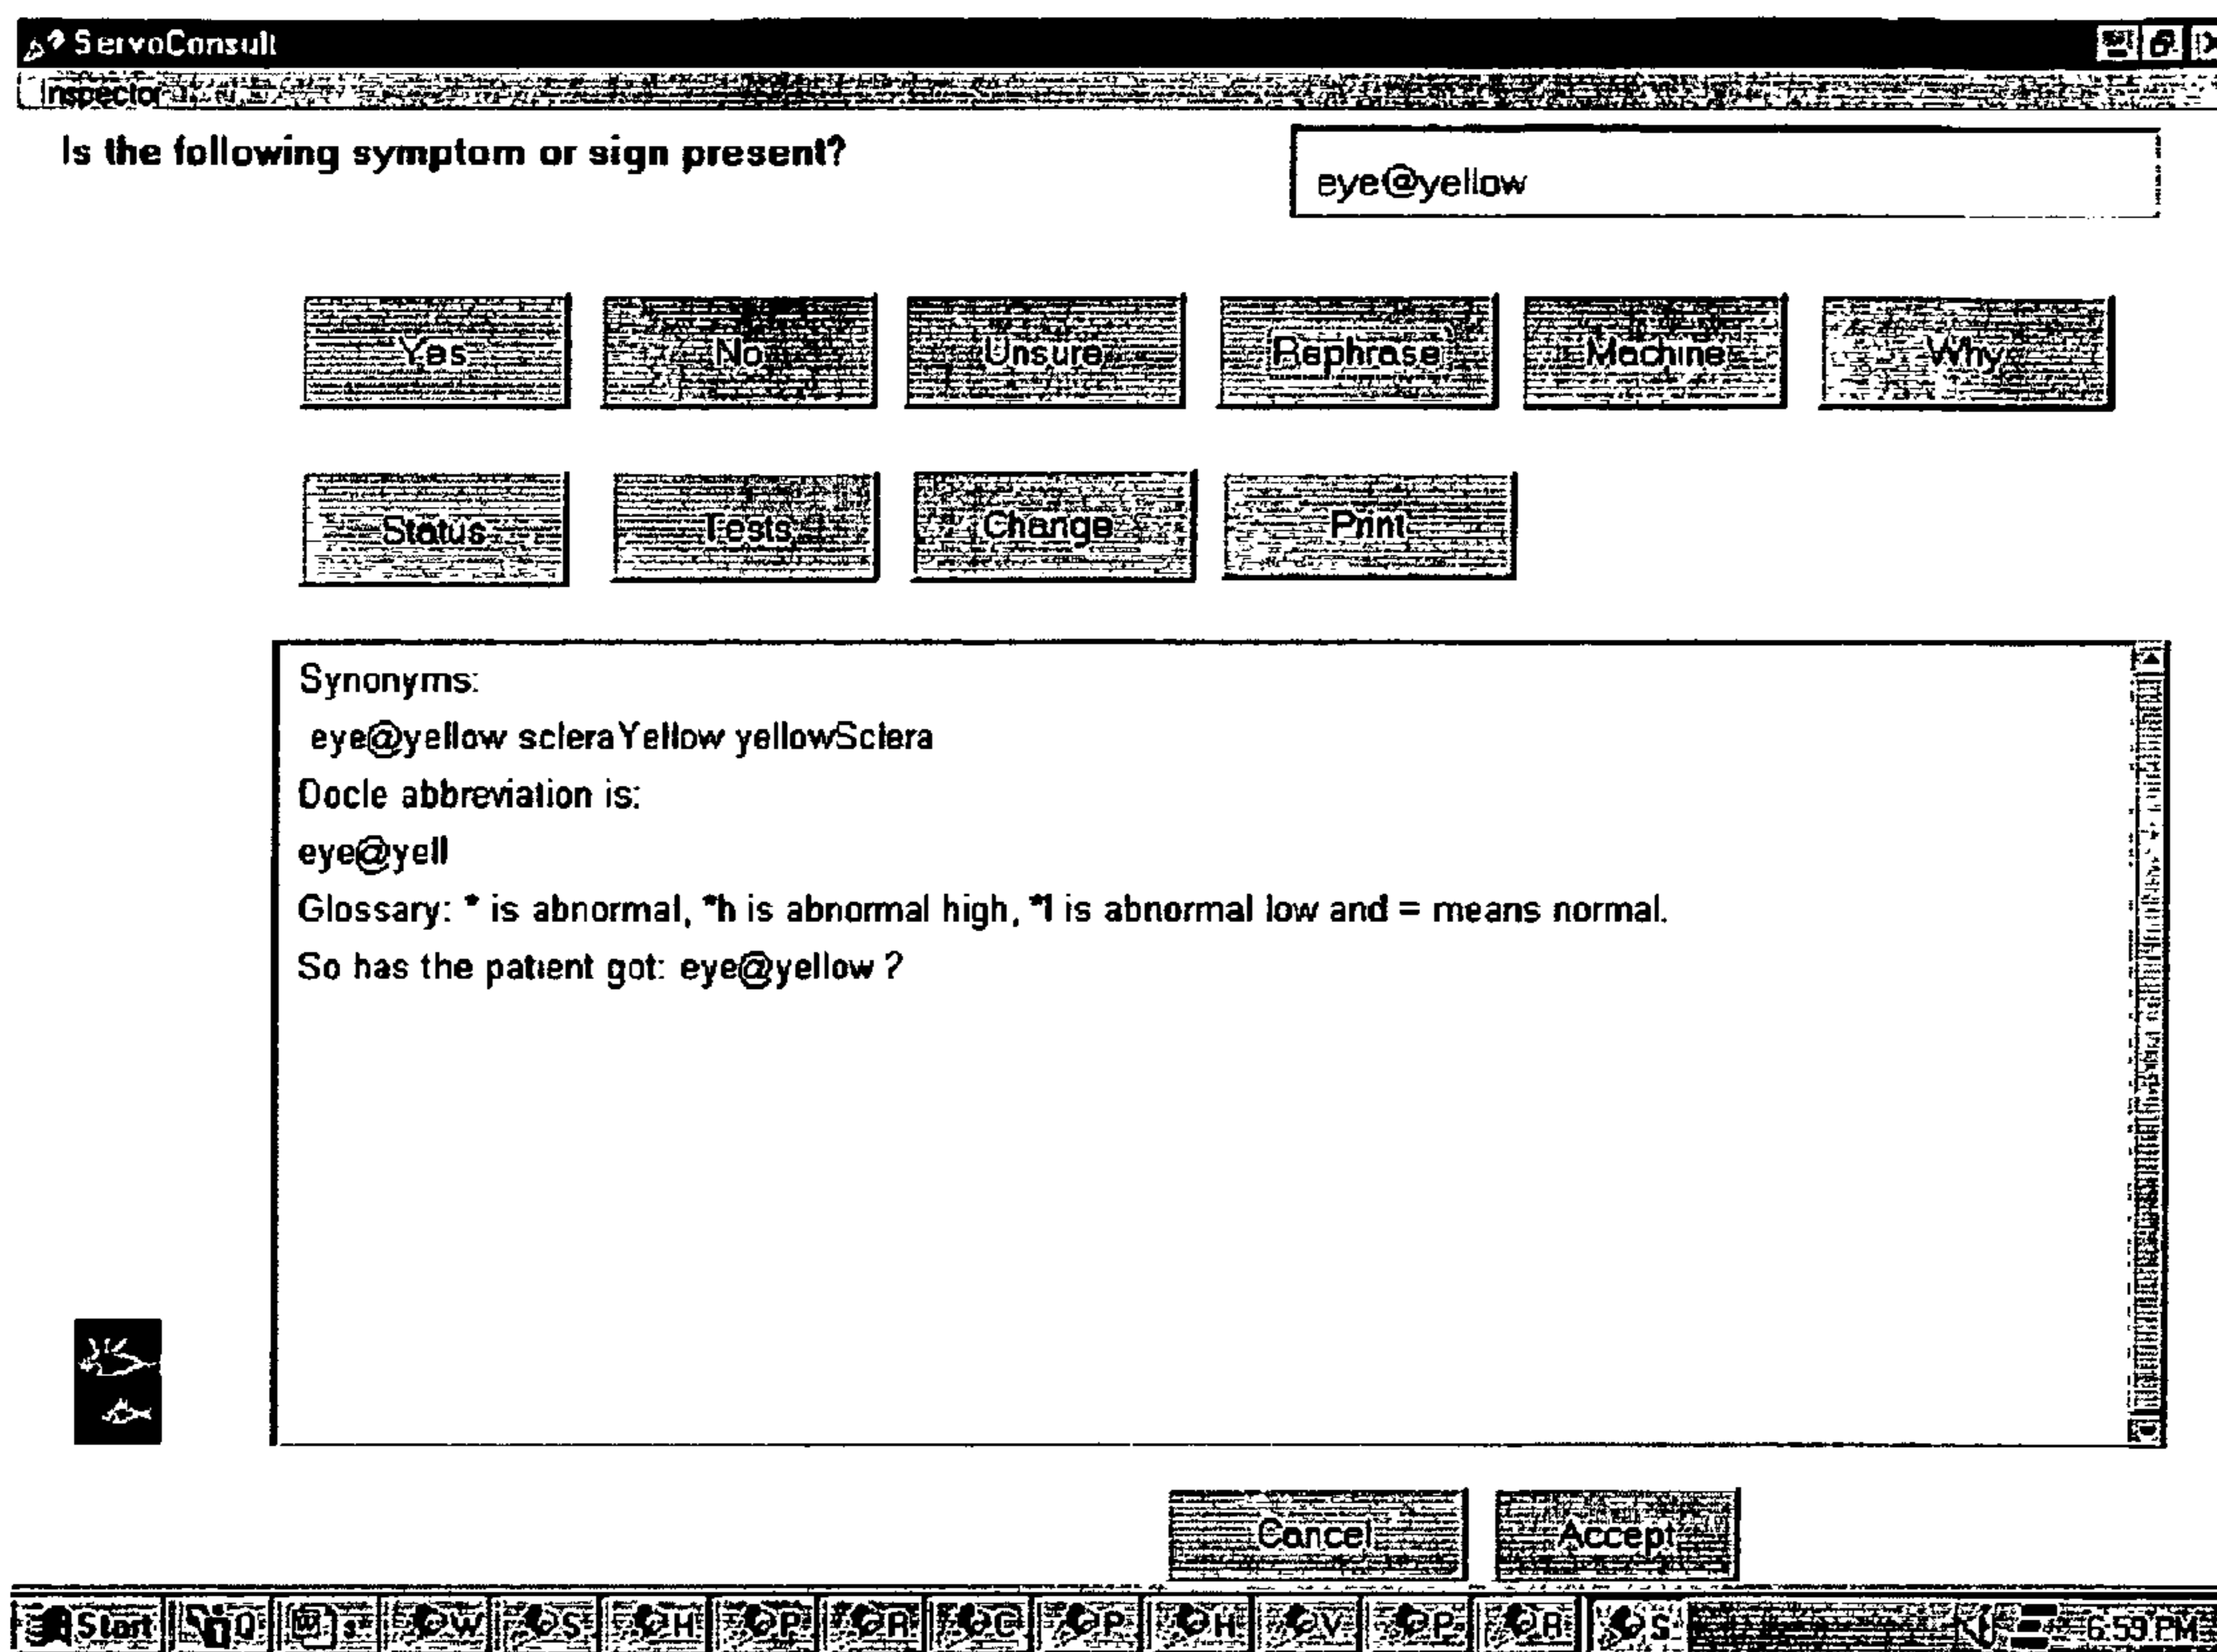 ServoConsult
Inspector
Is the following symptom or sign present?
eye@yellow
Yes No Unsure Rephrase Machine Why
Status Tests Change Print
Synonyms:
eye@yellow scleraYellow yellowSclera
Docle abbreviation is:
eye@yell
Glossary: * is abnormal, *h is abnormal high, *l is abnormal low and = means normal.
So has the patient got: eye@yellow ?
Cancel Accept
Start Q s W S H P R C P H V P R S 6:59 PM